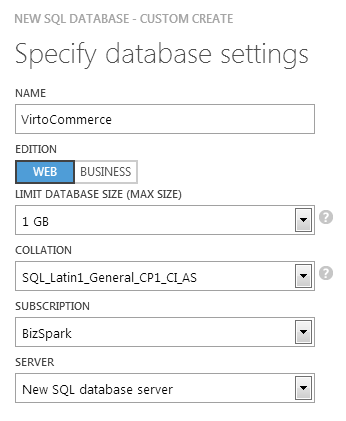 NEW SQL DATABASE - CUSTOM CREATE
Specify database settings
NAME
VirtoCommerce
EDITION
WEB BUSINESS
LIMIT DATABASE SIZE (MAX SIZE)
1 GB ?
COLLATION
SQL_Latin1_General_CP1_CI_AS ?
SUBSCRIPTION
BizSpark
SERVER
New SQL database server